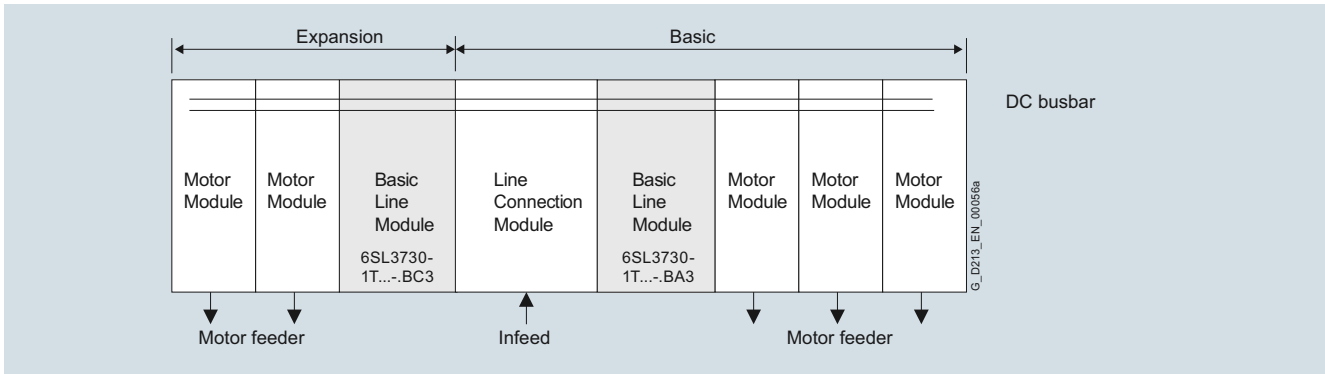 Expansion
Basic
DC busbar
Motor
Module
Motor
Module
Basic
Line
Module
6SL3730-
1T...-.BC3
Line
Connection
Module
Basic
Line
Module
6SL3730-
1T...-.BA3
Motor
Module
Motor
Module
Motor
Module
G_D213_EN_00056a
Motor feeder
Infeed
Motor feeder